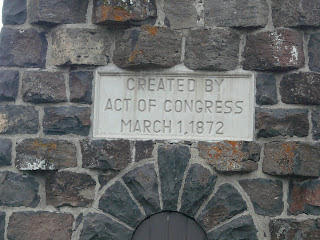 CREATED BY
ACT OF CONGRESS
MARCH 1, 1872